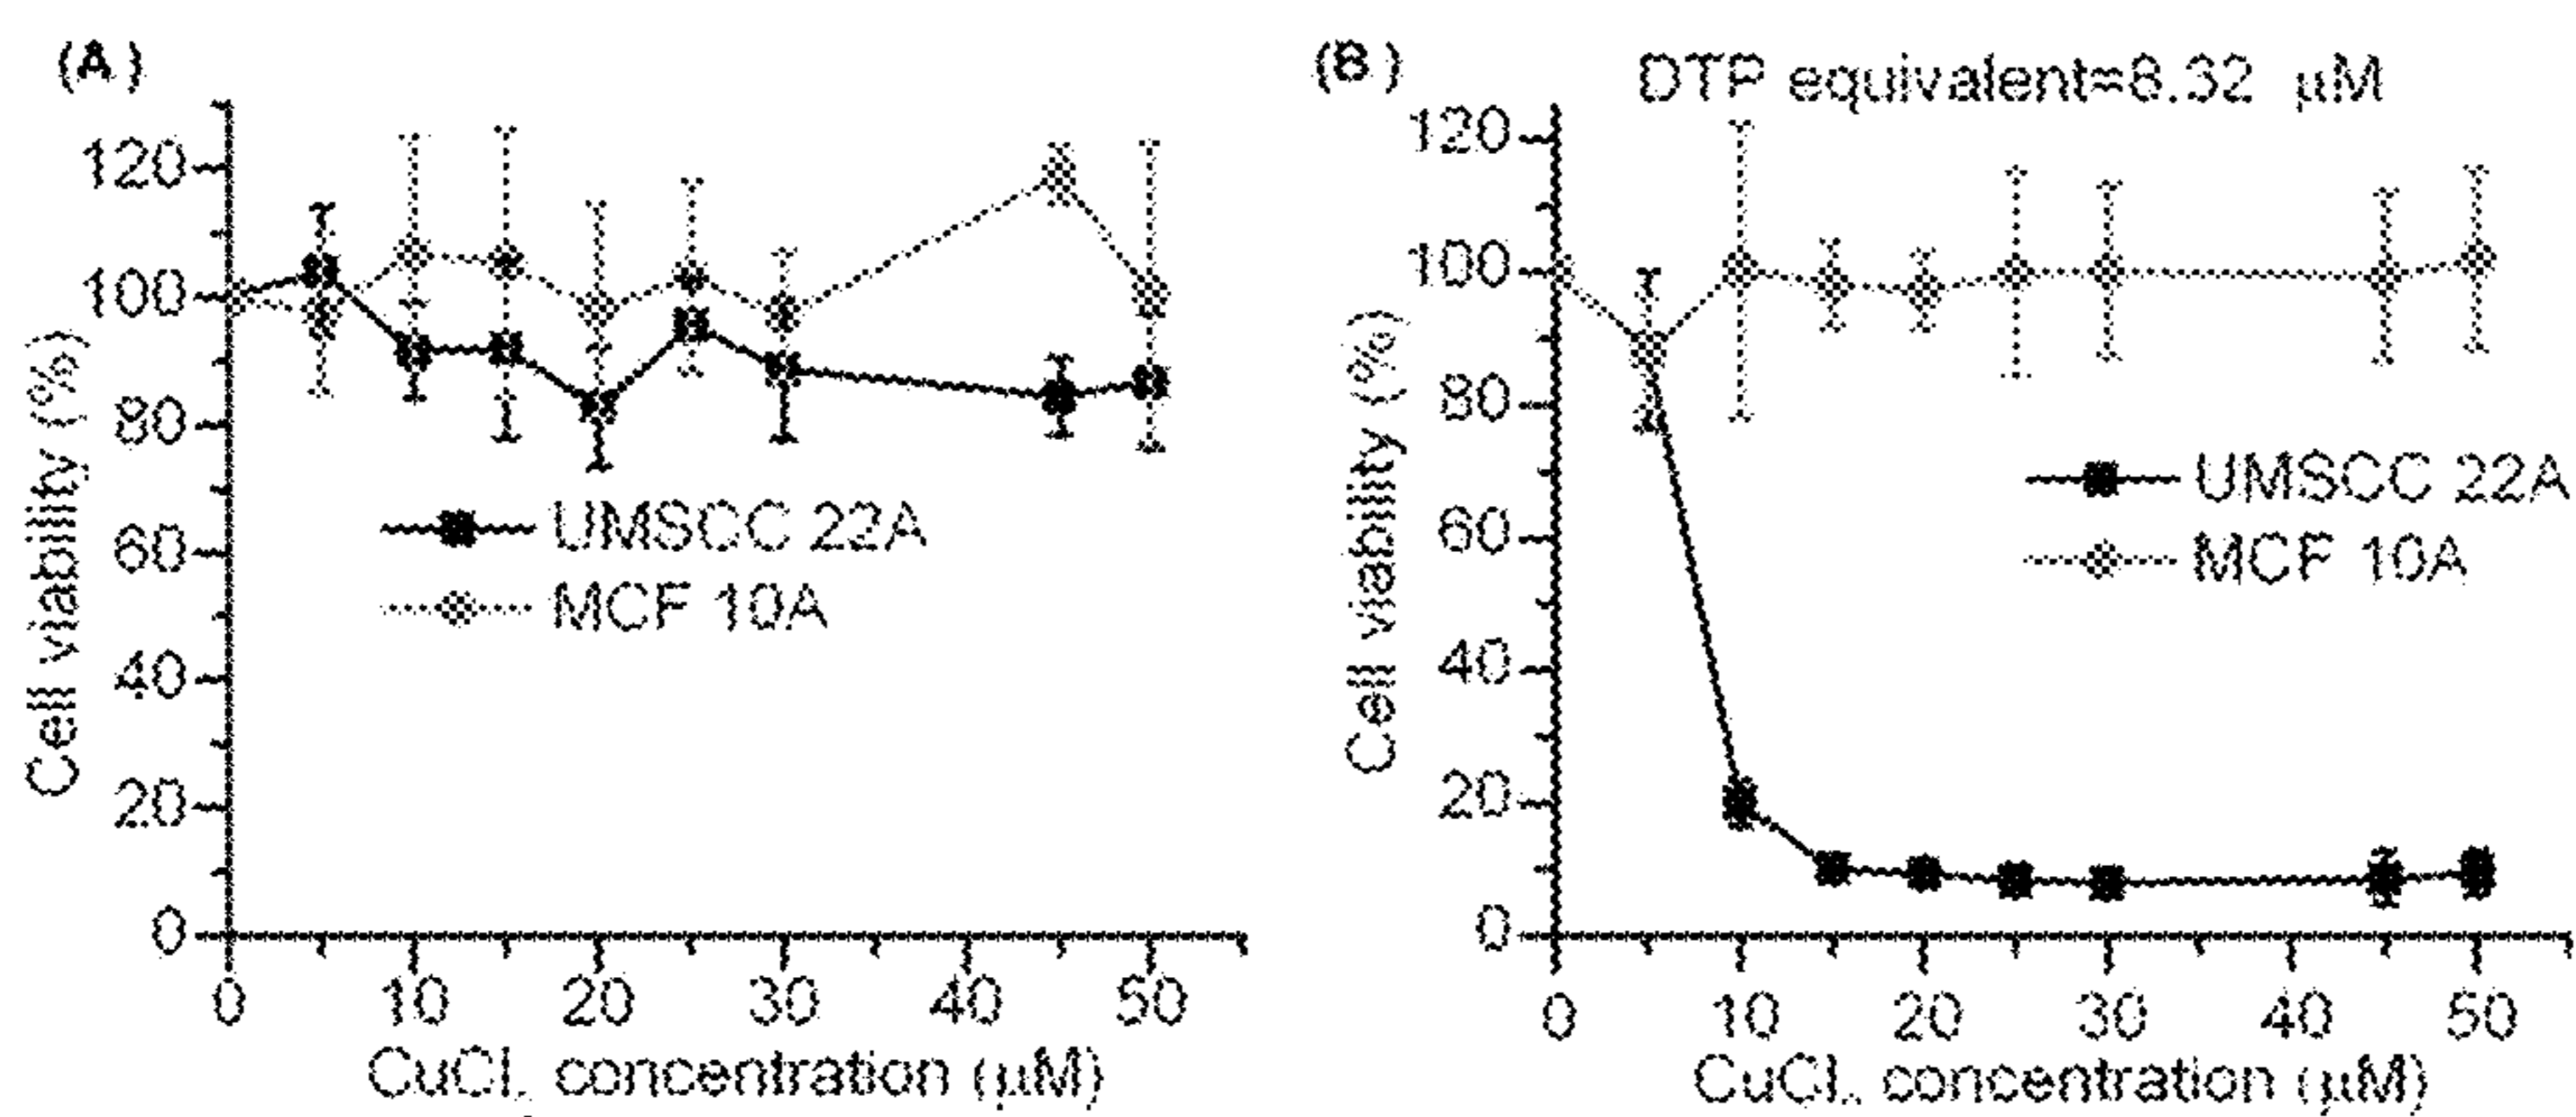 (A)
120
100
80
60
40
20
0
Cell viability (%)
UMSCC 22A
MCF 10A
0 10 20 30 40 50
CuCl₂ concentration (μM)
(B)
DTP equivalent=8.32 μM
120
100
80
60
40
20
0
Cell viability (%)
UMSCC 22A
MCF 10A
0 10 20 30 40 50
CuCl₂ concentration (μM)